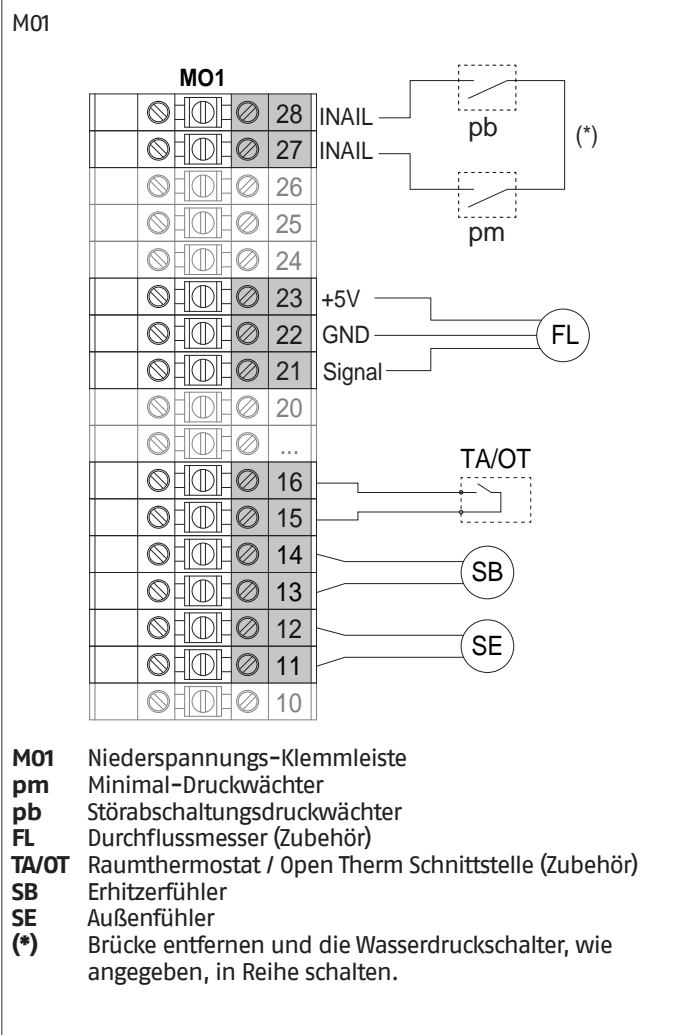 M01
MO1
28 INAIL
27 INAIL
pb
(*)
26
pm
25
24
23 +5V
22 GND
FL
21 Signal
20
...
TA/OT
16
15
14
SB
13
12
SE
11
10
M01 Niederspannungs-Klemmleiste
pm Minimal-Druckwächter
pb Störabschaltungsdruckwächter
FL Durchflussmesser (Zubehör)
TA/OT Raumthermostat / Open Therm Schnittstelle (Zubehör)
SB Erhitzerfühler
SE Außenfühler
(*) Brücke entfernen und die Wasserdruckschalter, wie
angegeben, in Reihe schalten.